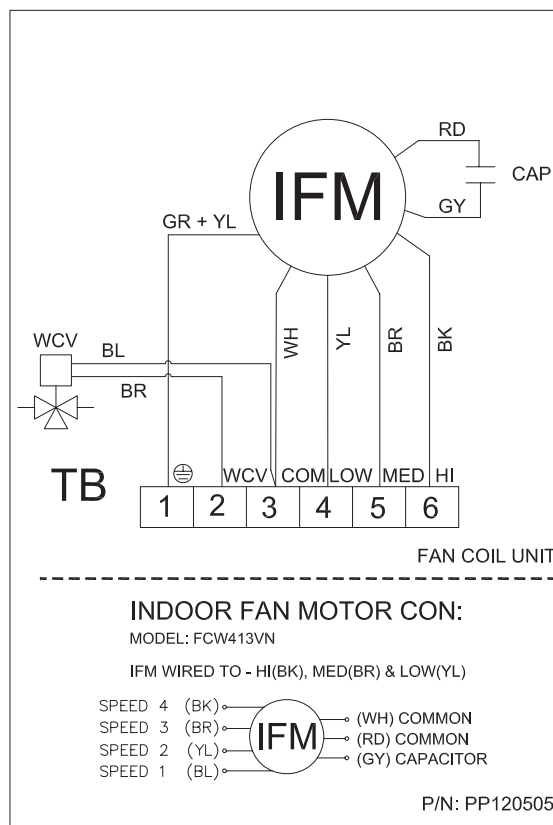 RD
CAP
IFM
GY
GR + YL
WCV
BL
BR
WH
YL
BR
BK
TB
WCV COM LOW MED HI
1 2 3 4 5 6
FAN COIL UNIT
INDOOR FAN MOTOR CON:
MODEL: FCW413VN
IFM WIRED TO - HI(BK), MED(BR) & LOW(YL)
SPEED 4 (BK)
SPEED 3 (BR)
SPEED 2 (YL)
SPEED 1 (BL)
IFM
(WH) COMMON
(RD) COMMON
(GY) CAPACITOR
P/N: PP120505